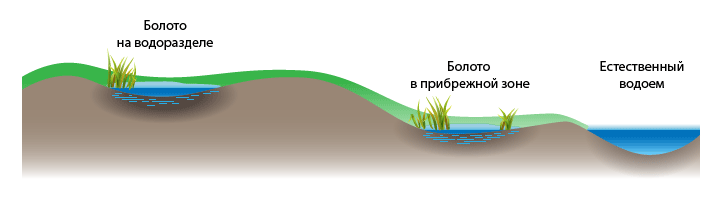 Болото
на водоразделе
Болото
в прибрежной зоне
Естественный
водоем